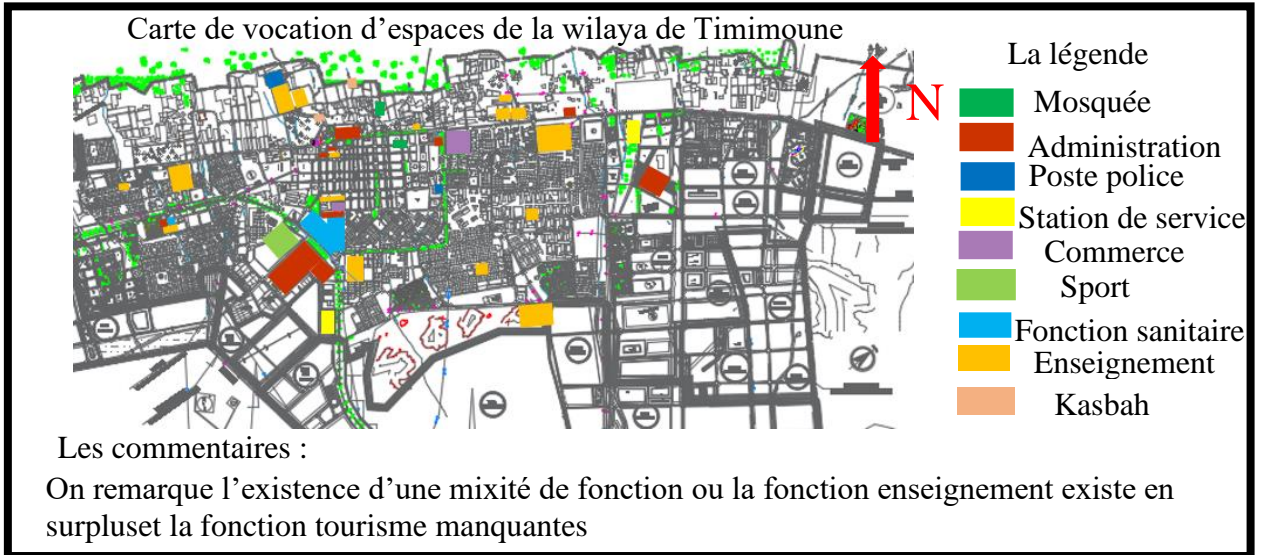 Carte de vocation d'espaces de la wilaya de Timimoune
La légende
N
Mosquée
Administration
Poste police
Station de service
Commerce
Sport
Fonction sanitaire
Enseignement
Kasbah
Les commentaires :
On remarque l'existence d'une mixité de fonction ou la fonction enseignement existe en
surpluset la fonction tourisme manquantes